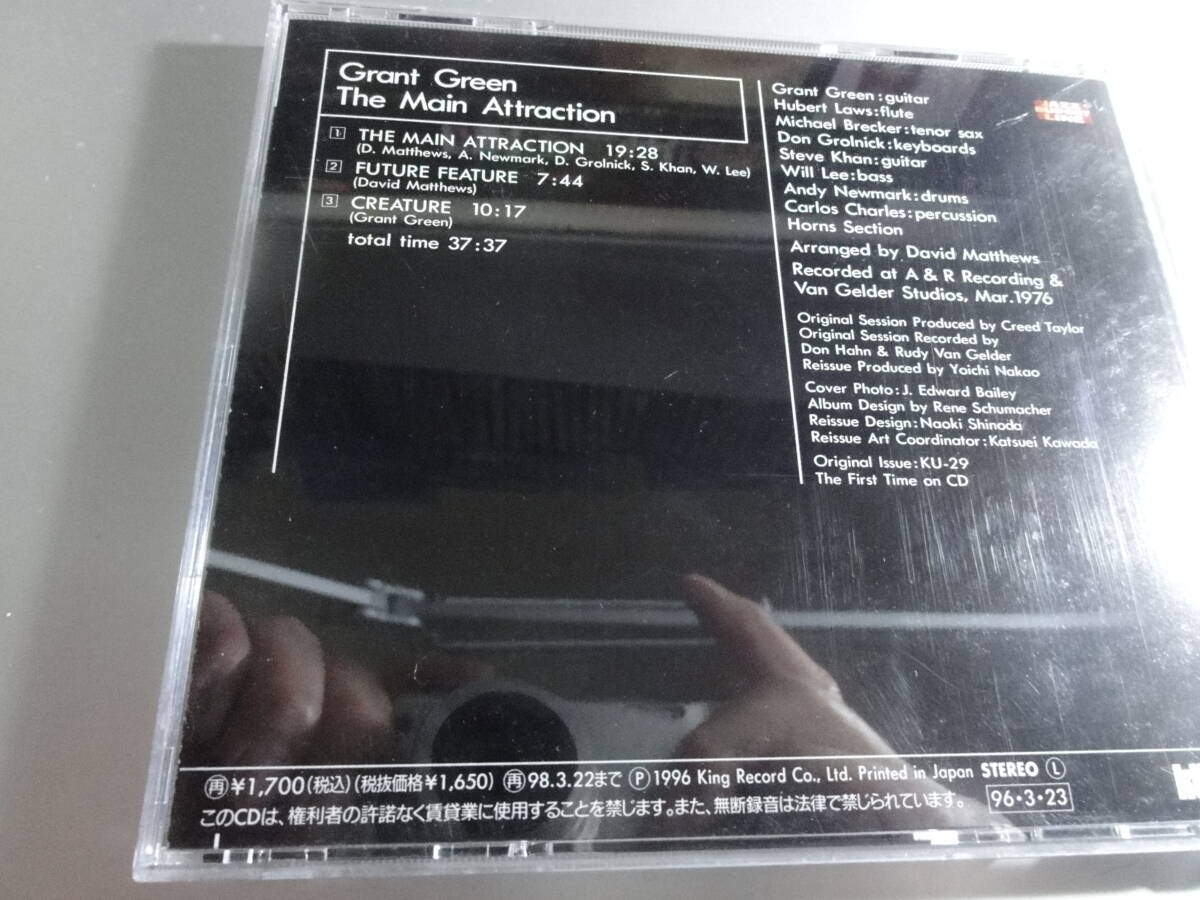 Grant Green
The Main Attraction
1 THE MAIN ATTRACTION 19:28
(D. Matthews, A. Newmark, D. Grolnick, S. Khan, W. Lee)
2 FUTURE FEATURE 7:44
(David Matthews)
3 CREATURE 10:17
(Grant Green)
total time 37:37
Grant Green:guitar
Hubert Laws:flute
Michael Brecker:tenor sax
Don Grolnick:keyboards
Steve Khan:guitar
Will Lee:bass
Andy Newmark:drums
Carlos Charles:percussion
Horns Section
Arranged by David Matthews
Recorded at A & R Recording &
Van Gelder Studios, Mar.1976
Original Session Produced by Creed Taylor
Original Session Recorded by
Don Hahn & Rudy Van Gelder
Reissue Produced by Yoichi Nakao
Cover Photo:J. Edward Bailey
Album Design by Rene Schumacher
Reissue Design:Naoki Shinoda
Reissue Art Coordinator:Katsuei Kawada
Original Issue:KU-29
The First Time on CD
再¥1,700(税込)(税抜価格¥1,650) 再98.3.22まで Ⓟ1996 King Record Co., Ltd. Printed in Japan STEREO Ⓛ
このCDは、権利者の許諾なく賃貸業に使用することを禁じます。また、無断録音は法律で禁じられています。 96・3・23